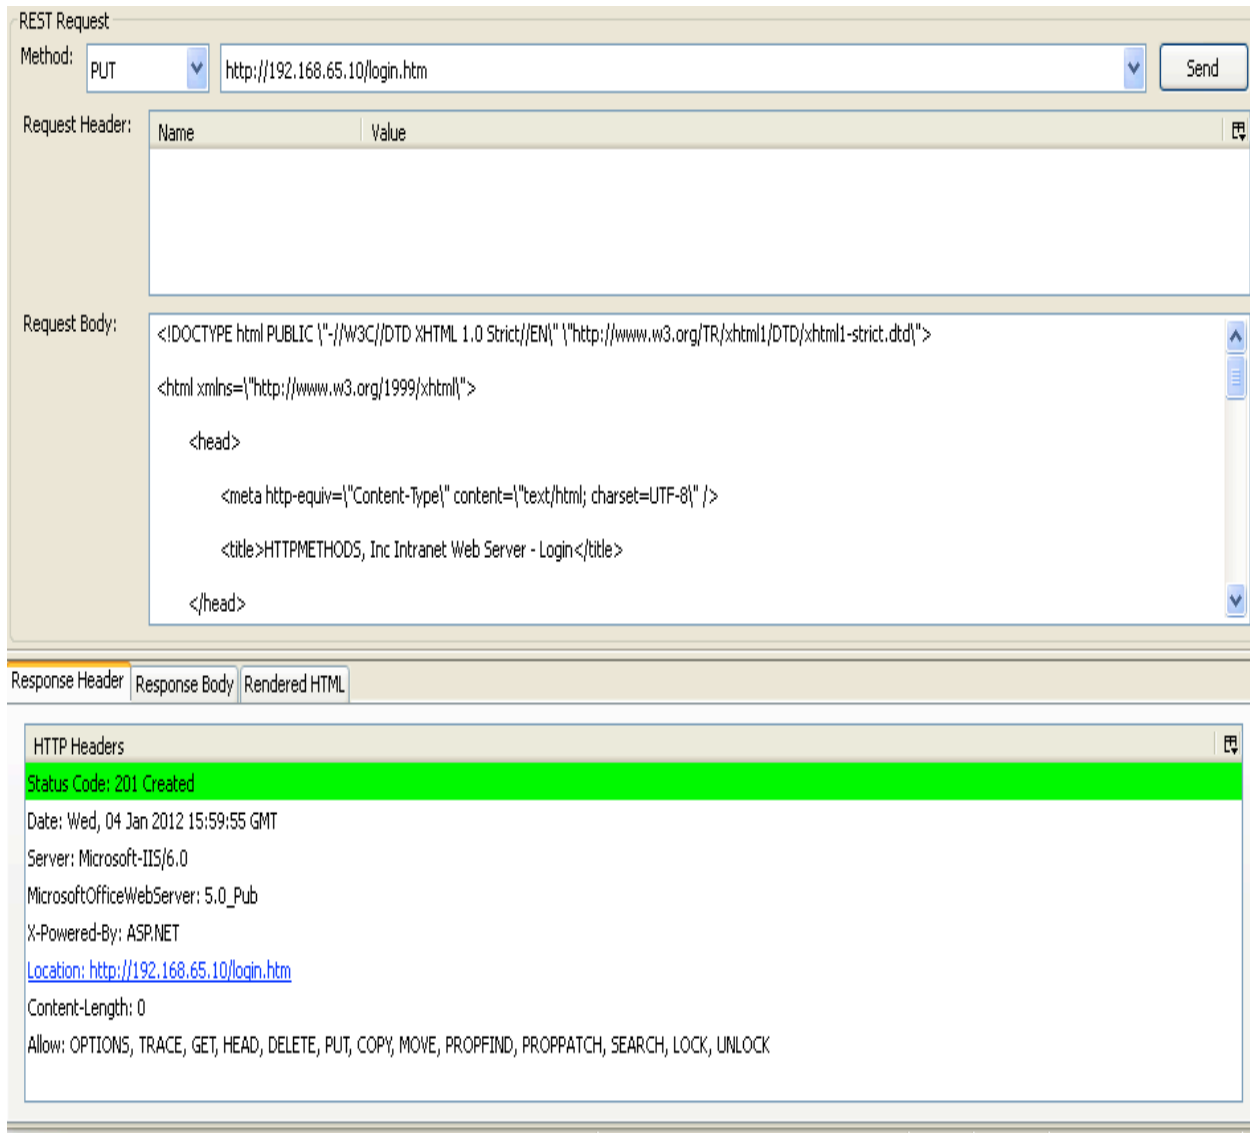 REST Request
Method: PUT http://192.168.65.10/login.htm Send
Request Header: Name Value
Request Body: <!DOCTYPE html PUBLIC \"-//W3C//DTD XHTML 1.0 Strict//EN\" \"http://www.w3.org/TR/xhtml1/DTD/xhtml1-strict.dtd\">
<html xmlns=\"http://www.w3.org/1999/xhtml\">
<head>
<meta http-equiv=\"Content-Type\" content=\"text/html; charset=UTF-8\" />
<title>HTTPMETHODS, Inc Intranet Web Server - Login</title>
</head>
Response Header Response Body Rendered HTML
HTTP Headers
Status Code: 201 Created
Date: Wed, 04 Jan 2012 15:59:55 GMT
Server: Microsoft-IIS/6.0
MicrosoftOfficeWebServer: 5.0_Pub
X-Powered-By: ASP.NET
Location: http://192.168.65.10/login.htm
Content-Length: 0
Allow: OPTIONS, TRACE, GET, HEAD, DELETE, PUT, COPY, MOVE, PROPFIND, PROPPATCH, SEARCH, LOCK, UNLOCK